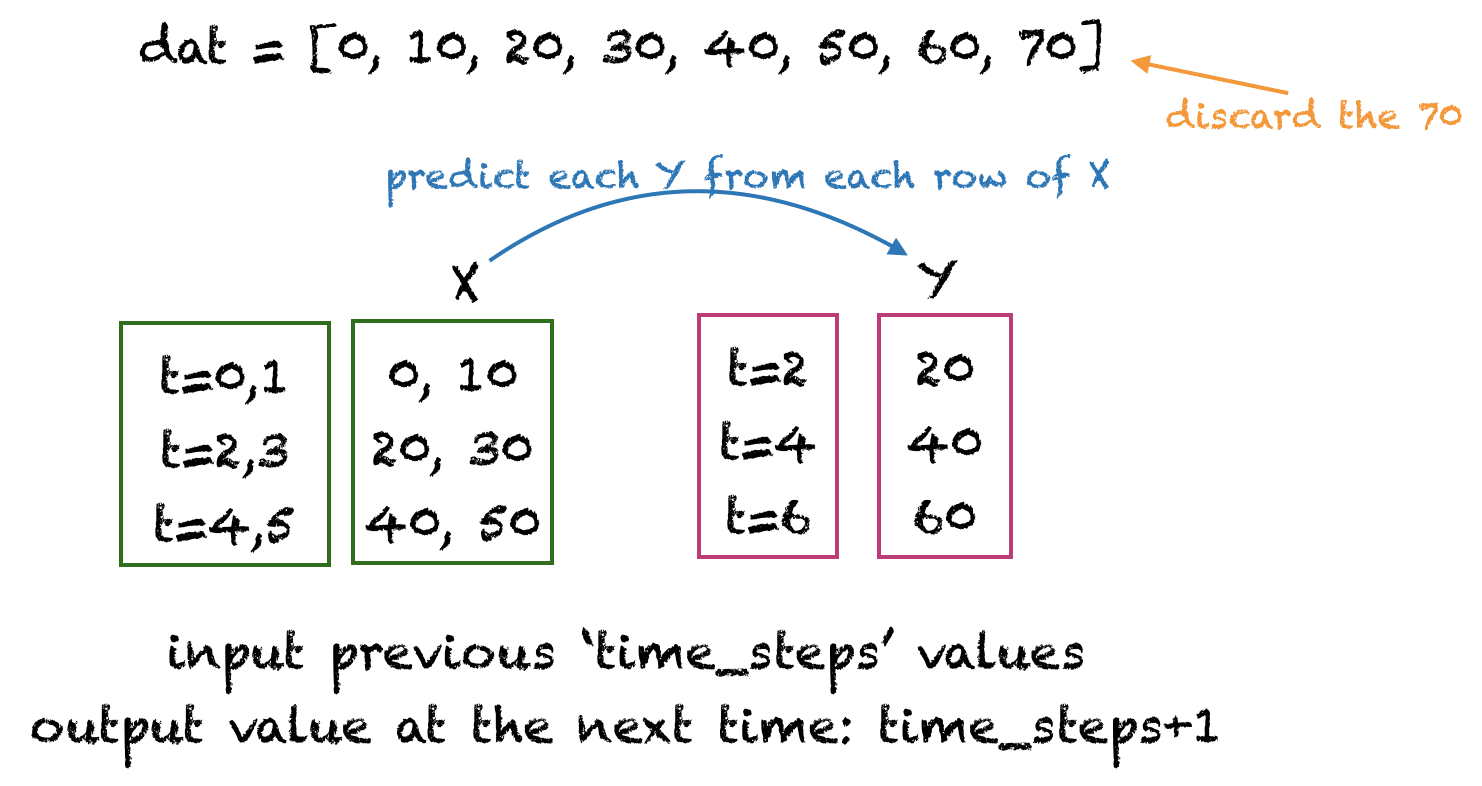 dat = [0, 10, 20, 30, 40, 50, 60, 70]
discard the 70
predict each Y from each row of X
X
Y
t=0,1
0, 10
t=2
20
t=2,3
20, 30
t=4
40
t=4,5
40, 50
t=6
60
input previous ‘time_steps’ values
output value at the next time: time_steps+1